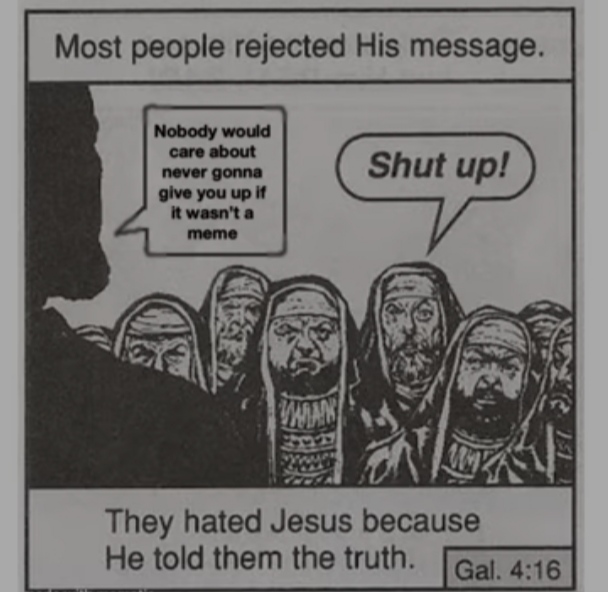 Most people rejected His message.
Nobody would
care about
never gonna
give you up if
it wasn't a
meme
Shut up!
They hated Jesus because
He told them the truth.
Gal. 4:16